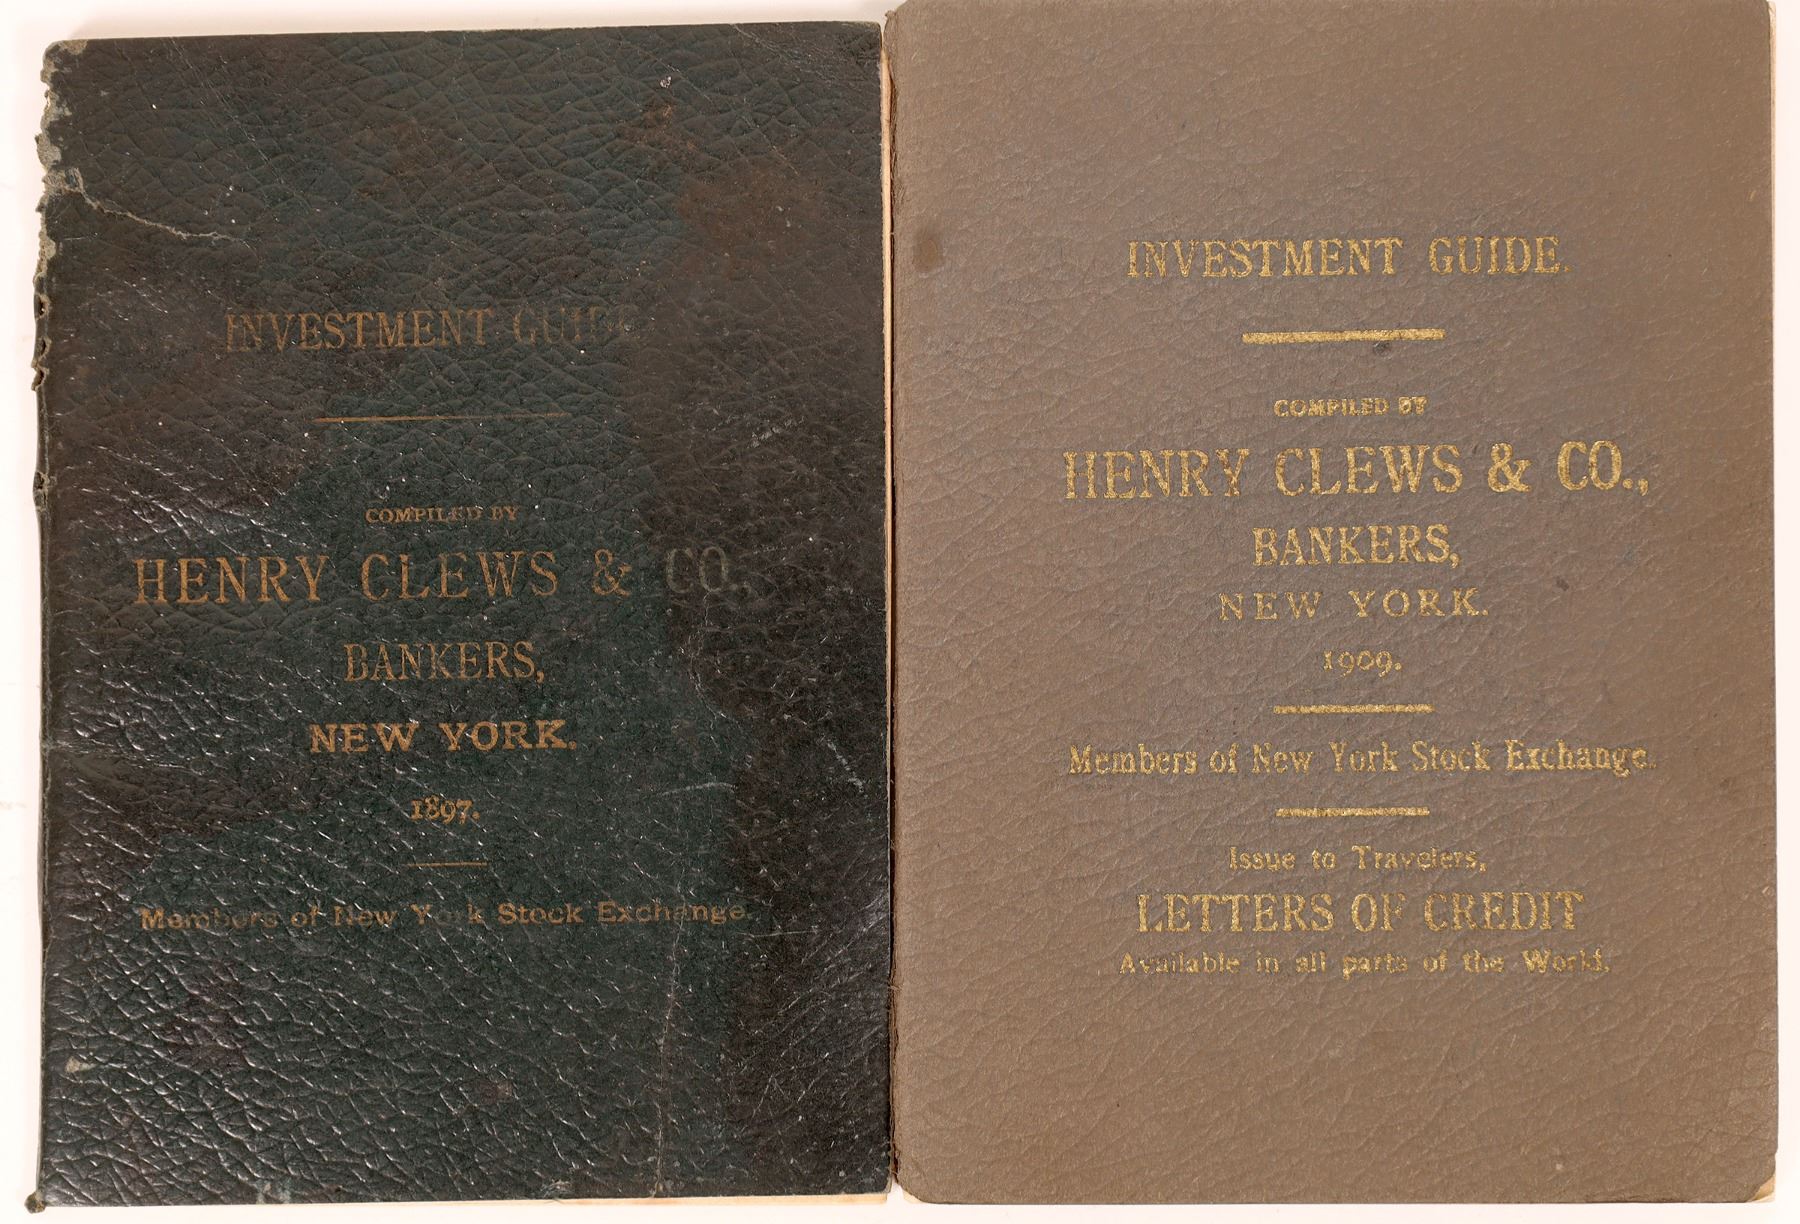 INVESTMENT GUIDE
COMPILED BY
HENRY CLEWS & CO.,
BANKERS,
NEW YORK.
1897.
Members of New York Stock Exchange.
INVESTMENT GUIDE.
COMPILED BY
HENRY CLEWS & CO.,
BANKERS,
NEW YORK.
1909.
Members of New York Stock Exchange.
Issue to Travelers,
LETTERS OF CREDIT
Available in all parts of the World.